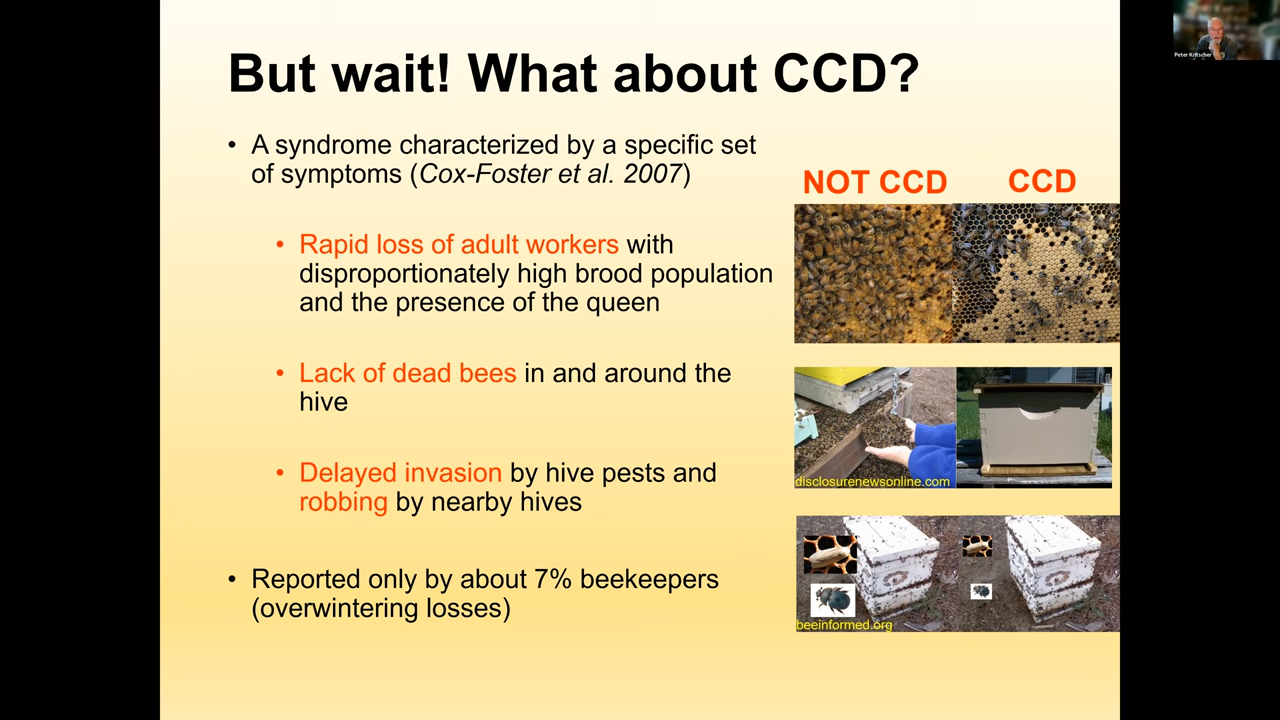 But wait! What about CCD?
• A syndrome characterized by a specific set
of symptoms (Cox-Foster et al. 2007)
• Rapid loss of adult workers with
disproportionately high brood population
and the presence of the queen
• Lack of dead bees in and around the
hive
• Delayed invasion by hive pests and
robbing by nearby hives
• Reported only by about 7% beekeepers
(overwintering losses)
NOT CCD
CCD
disclosurenewsonline.com
beeinformed.org
Peter Kritscher